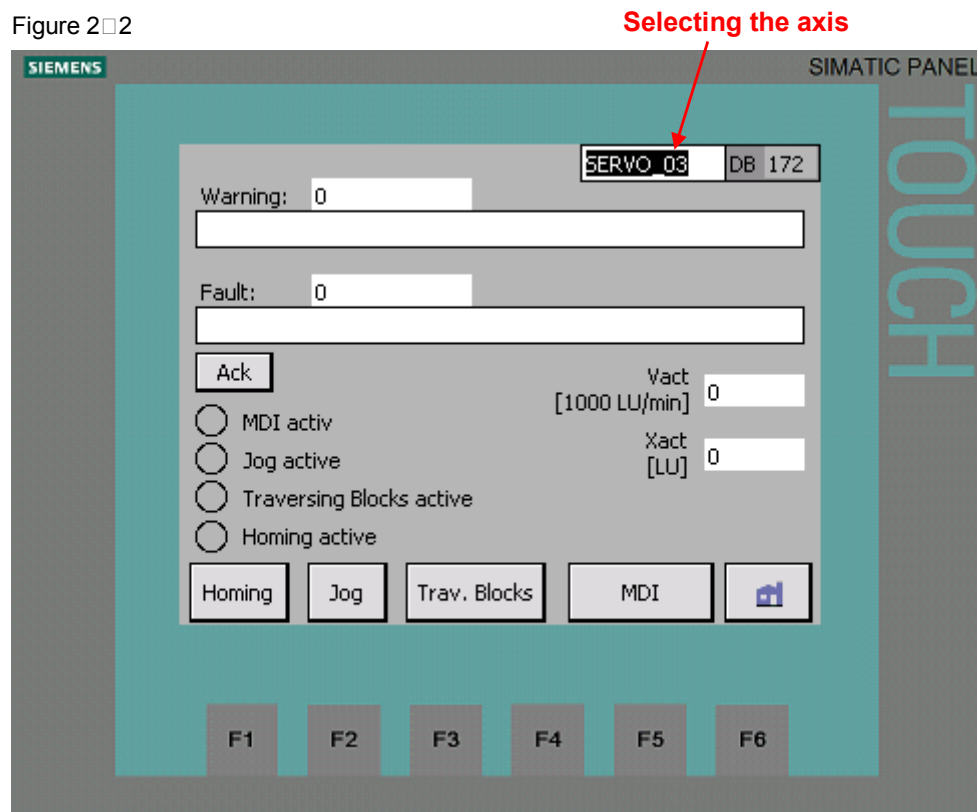 Figure 2□2
Selecting the axis
SIEMENS
SIMATIC PANEL
TOUCH
SERVO_03
DB 172
Warning: 0
Fault: 0
Ack
Vact
[1000 LU/min] 0
MDI activ
Xact
[LU] 0
Jog active
Traversing Blocks active
Homing active
Homing
Jog
Trav. Blocks
MDI
F1
F2
F3
F4
F5
F6